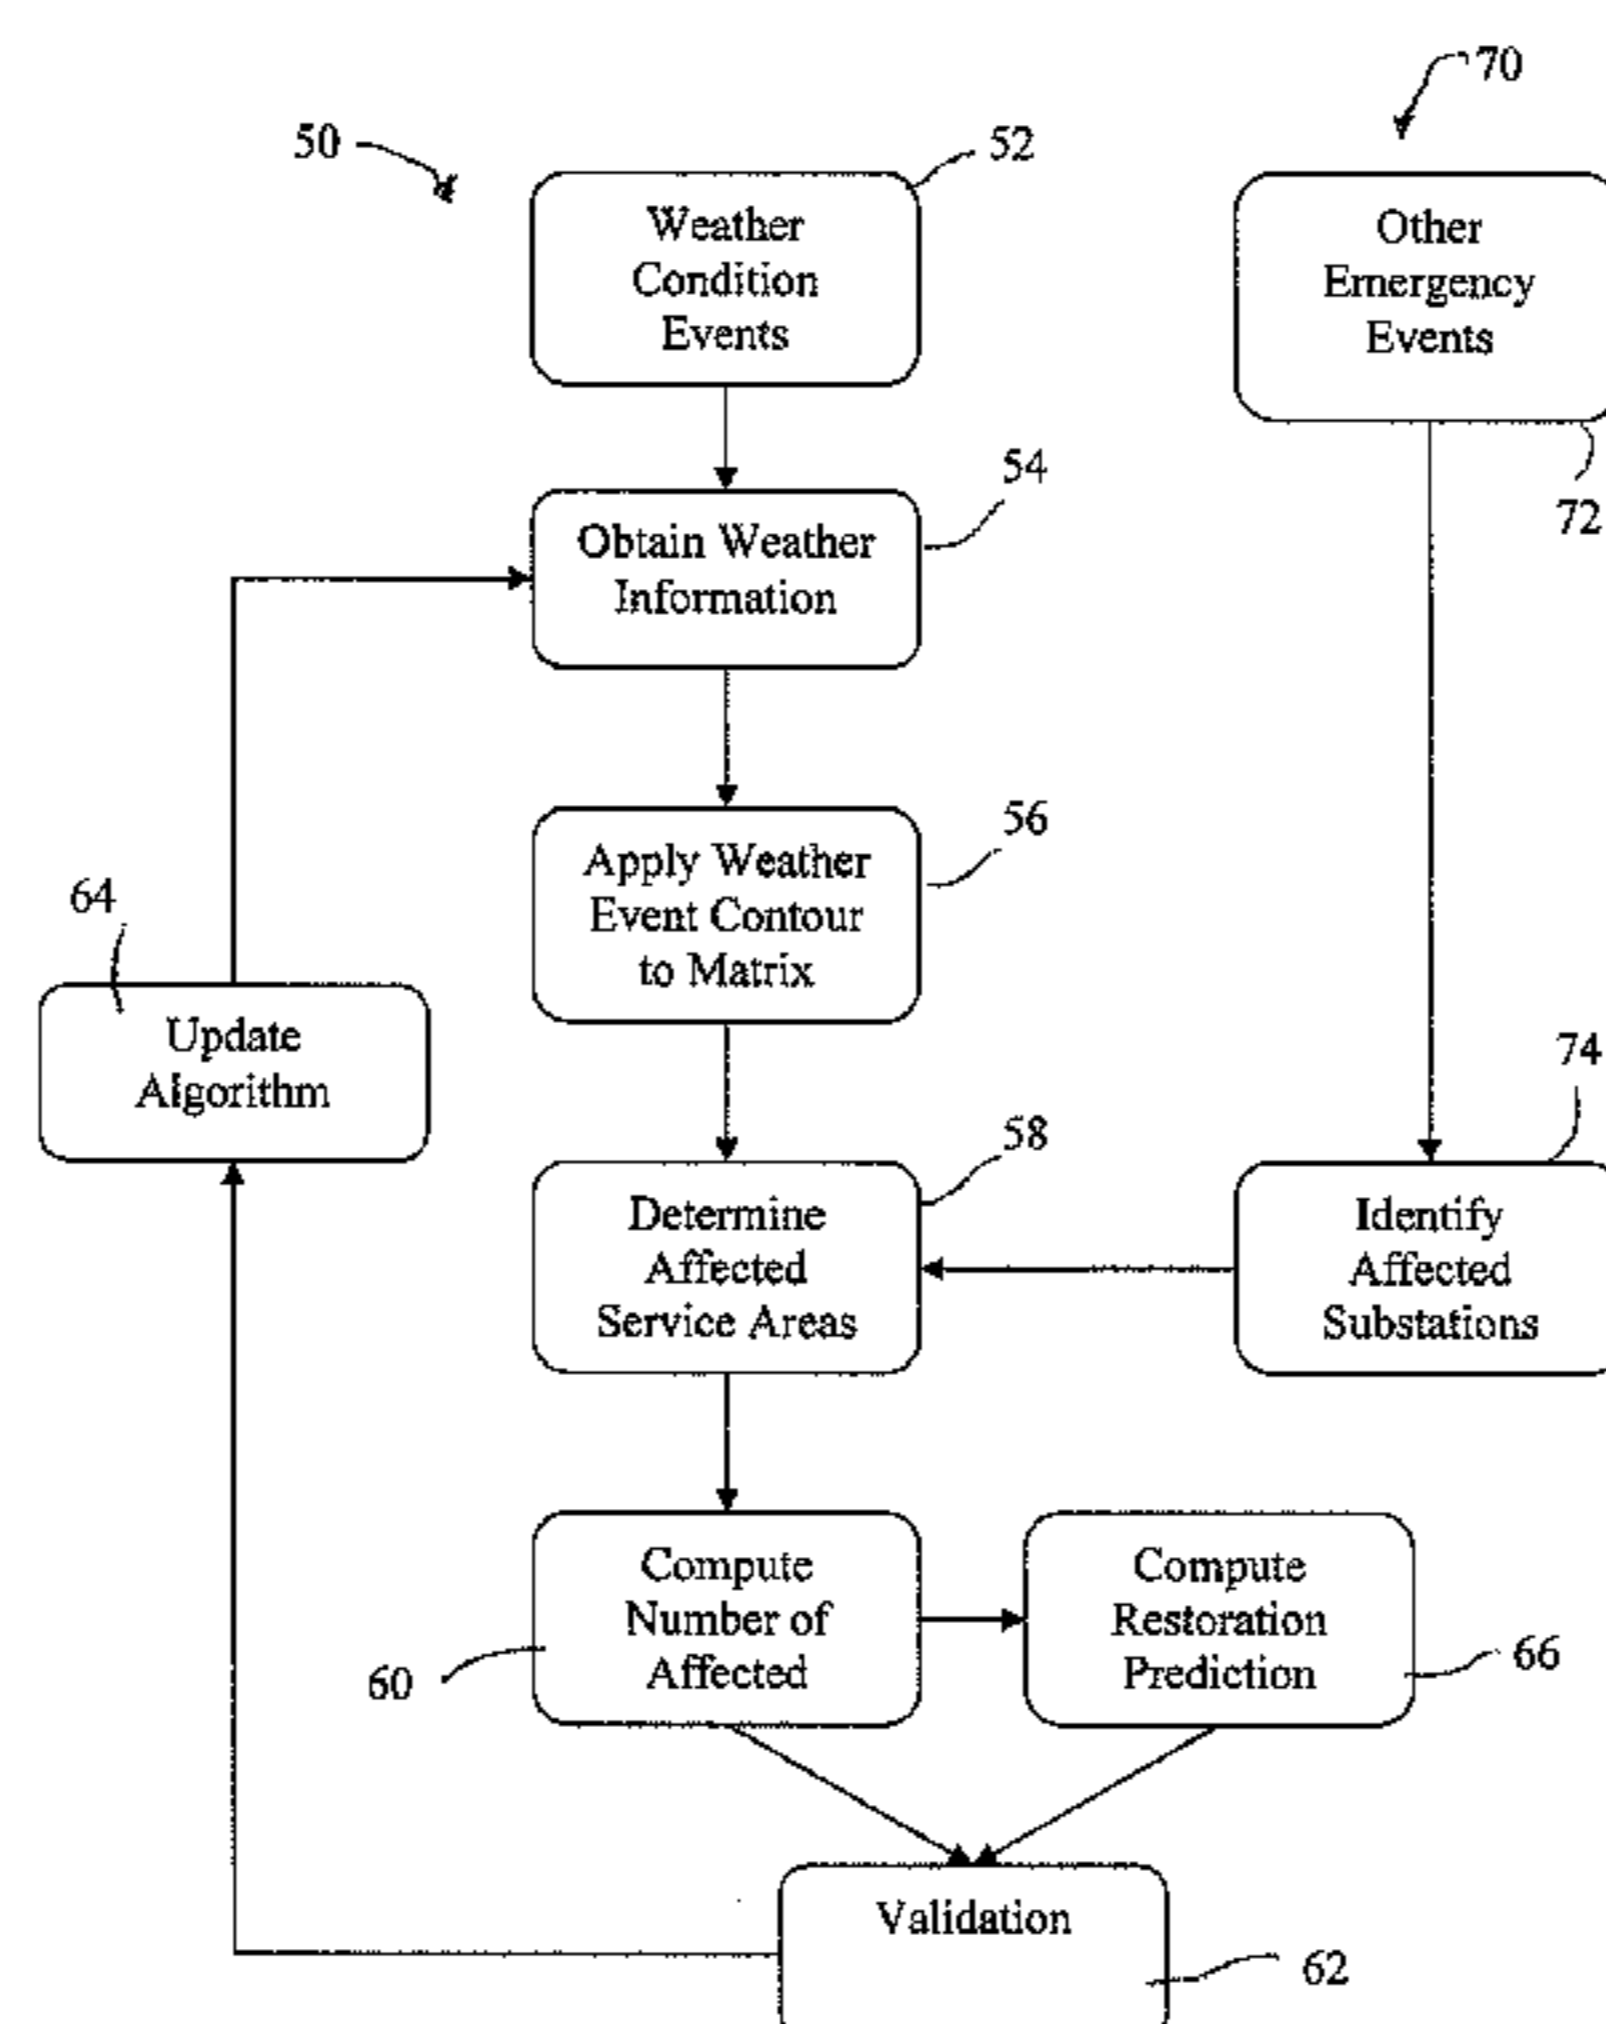 70
50
52
Weather
Condition
Events
Other
Emergency
Events
54
72
Obtain Weather
Information
56
Apply Weather
Event Contour
to Matrix
64
Update
Algorithm
74
58
Determine
Affected
Service Areas
Identify
Affected
Substations
Compute
Number of
Affected
60
Compute
Restoration
Prediction
66
Validation
62